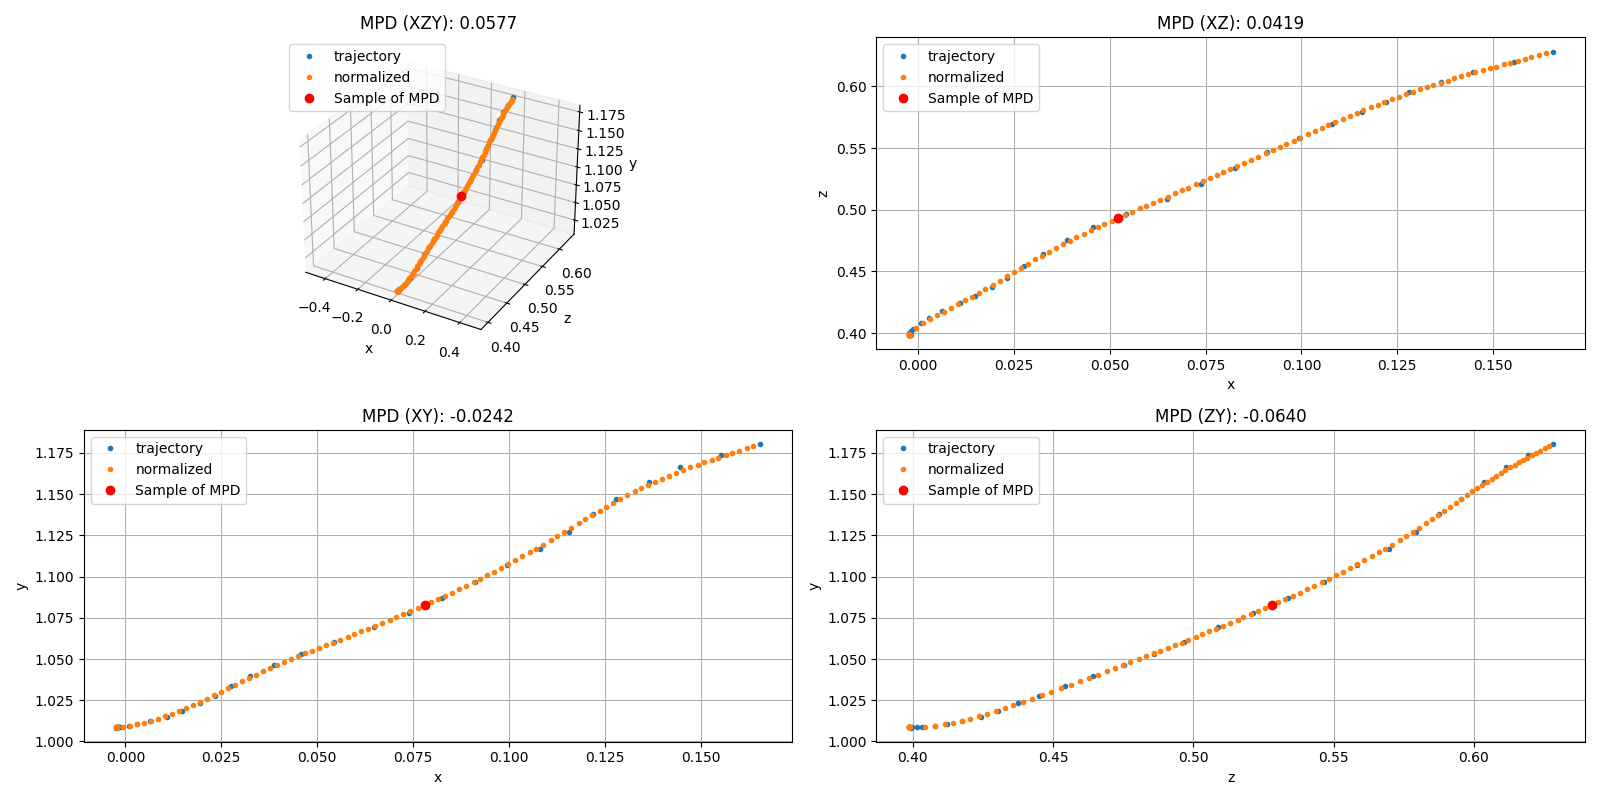 MPD (XZY): 0.0577
trajectory
normalized
Sample of MPD
1.175
1.150
1.125
1.100
1.075
1.050
1.025
y
0.60
0.55
0.50
0.45
0.40
z
−0.4
−0.2
0.0
0.2
0.4
x
MPD (XZ): 0.0419
trajectory
normalized
Sample of MPD
0.60
0.55
0.50
0.45
0.40
z
0.000 0.025 0.050 0.075 0.100 0.125 0.150
x
MPD (XY): -0.0242
trajectory
normalized
Sample of MPD
1.175
1.150
1.125
1.100
1.075
1.050
1.025
1.000
y
0.000 0.025 0.050 0.075 0.100 0.125 0.150
x
MPD (ZY): -0.0640
trajectory
normalized
Sample of MPD
1.175
1.150
1.125
1.100
1.075
1.050
1.025
1.000
y
0.40 0.45 0.50 0.55 0.60
z